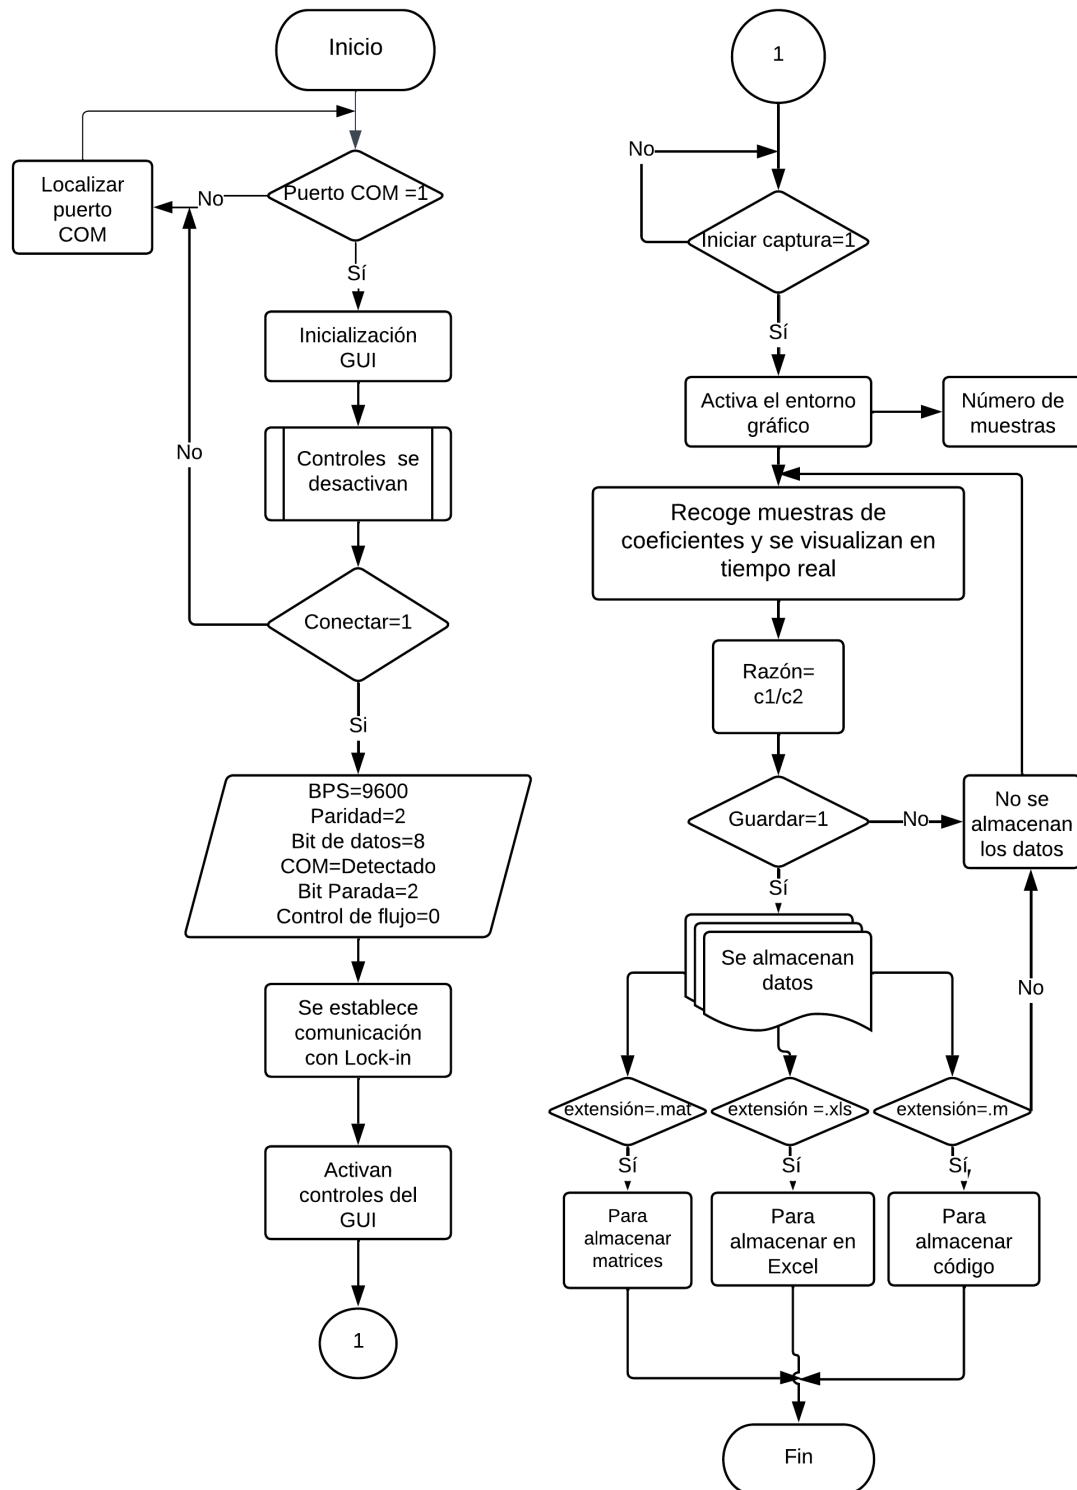 Inicio
Localizar
puerto
COM
No
Puerto COM =1
Sí
Inicialización
GUI
Controles se
desactivan
No
Conectar=1
Si
BPS=9600
Paridad=2
Bit de datos=8
COM=Detectado
Bit Parada=2
Control de flujo=0
Se establece
comunicación
con Lock-in
Activan
controles del
GUI
1
1
No
Iniciar captura=1
Sí
Activa el entorno
gráfico
Número de
muestras
Recoge muestras de
coeficientes y se visualizan en
tiempo real
Razón=
c1/c2
Guardar=1
No
No se
almacenan
los datos
Sí
Se almacenan
datos
No
extensión=.mat
extensión =.xls
extensión=.m
Sí
Sí
Sí,
Para
almacenar
matrices
Para
almacenar en
Excel
Para
almacenar
código
Fin